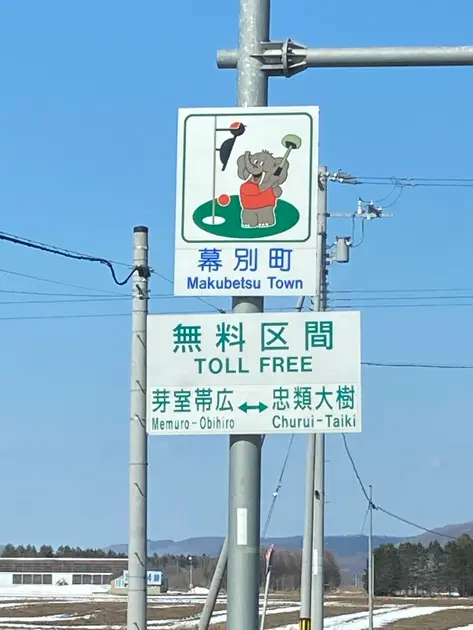 幕別町
Makubetsu Town
無料区間
TOLL FREE
芽室帯広 ↔ 忠類大樹
Memuro-Obihiro Churui-Taiki